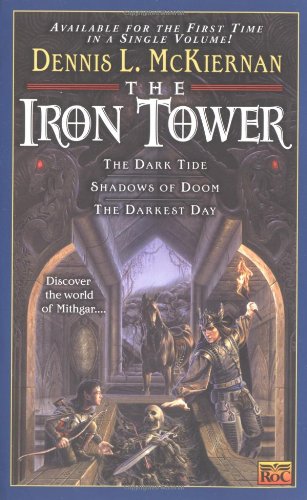 AVAILABLE FOR THE FIRST TIME
IN A SINGLE VOLUME!
DENNIS L. MCKIERNAN
THE
IRON TOWER
THE DARK TIDE
SHADOWS OF DOOM
THE DARKEST DAY
Discover
the world
of Mithgar....
ROC